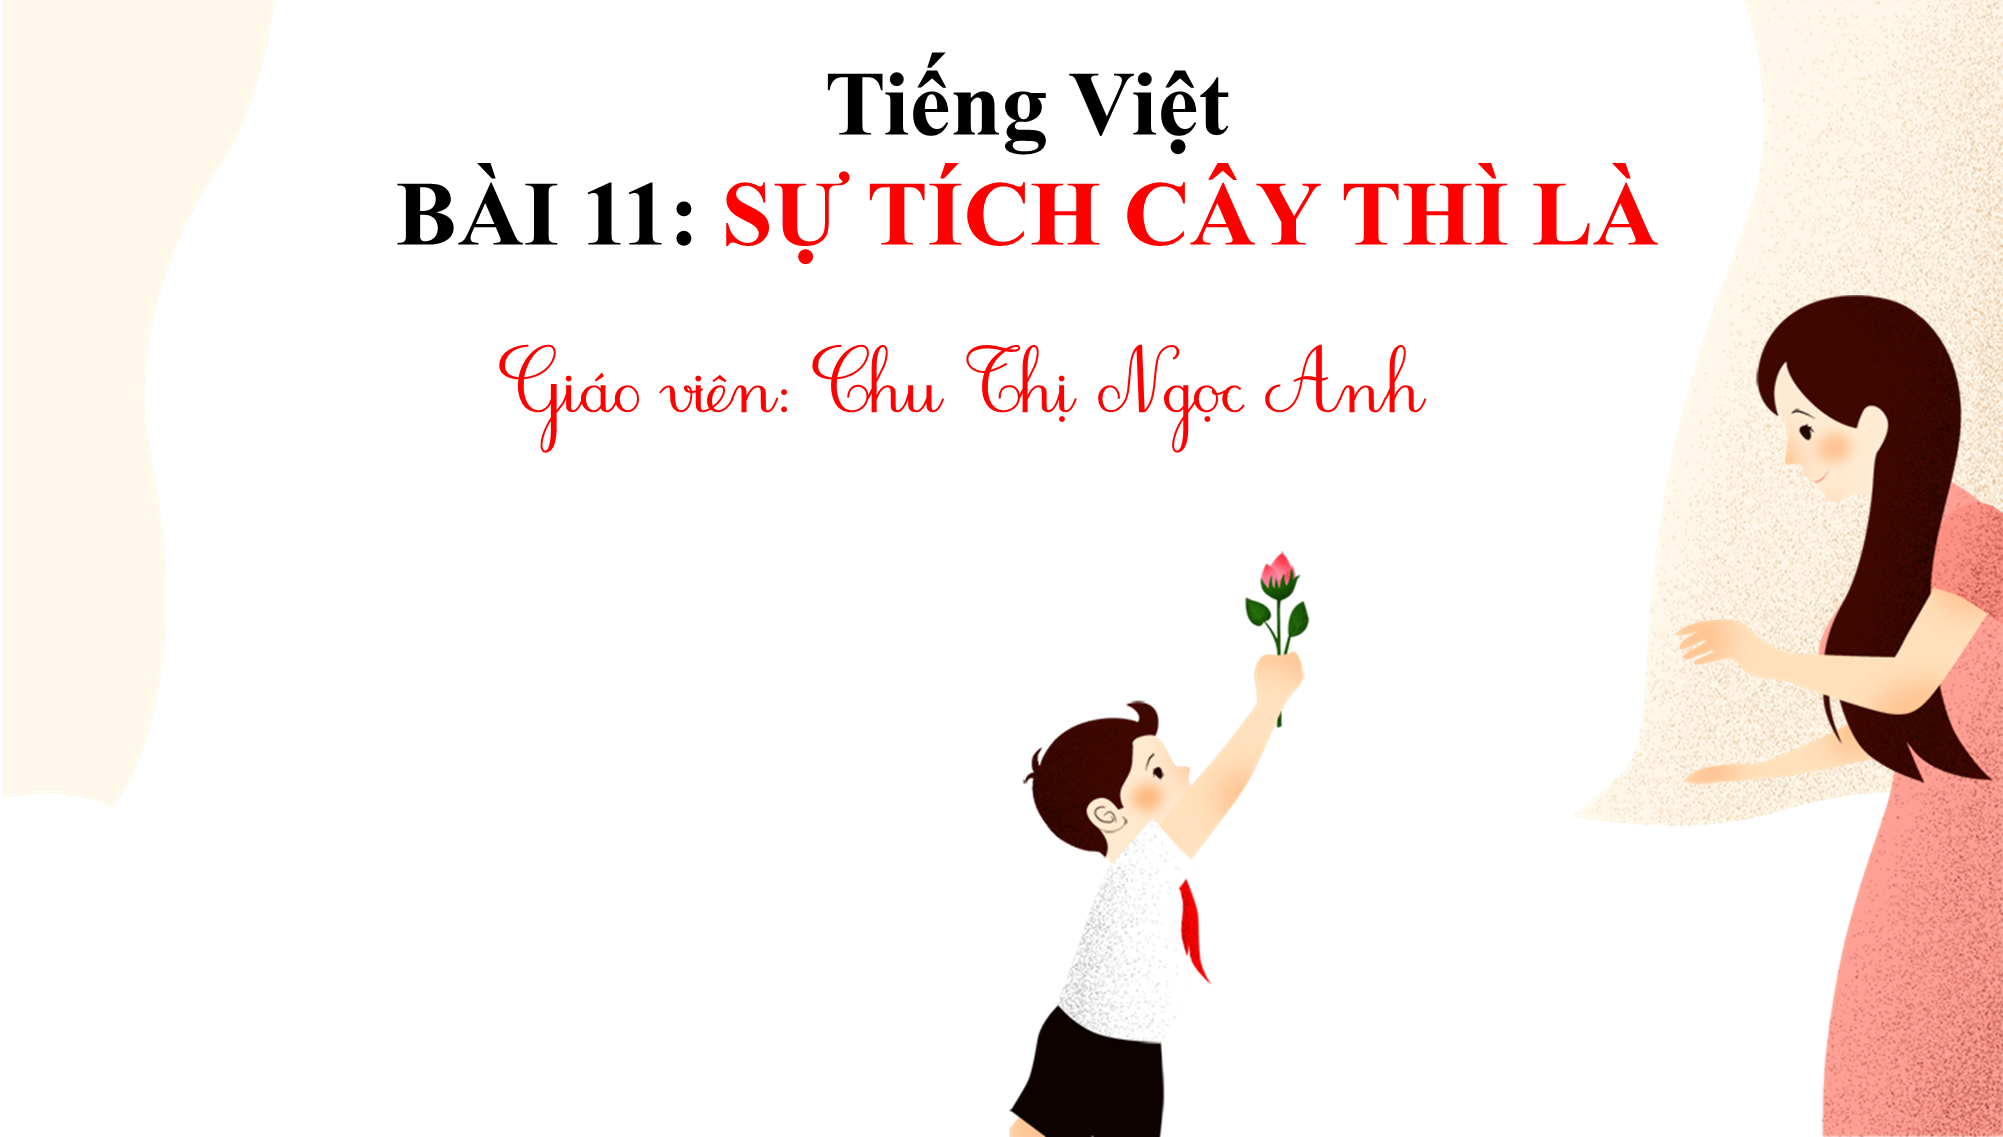 Tiếng Việt
BÀI 11: SỰ TÍCH CÂY THÌ LÀ
Giáo viên: Chu Thị Ngọc Anh